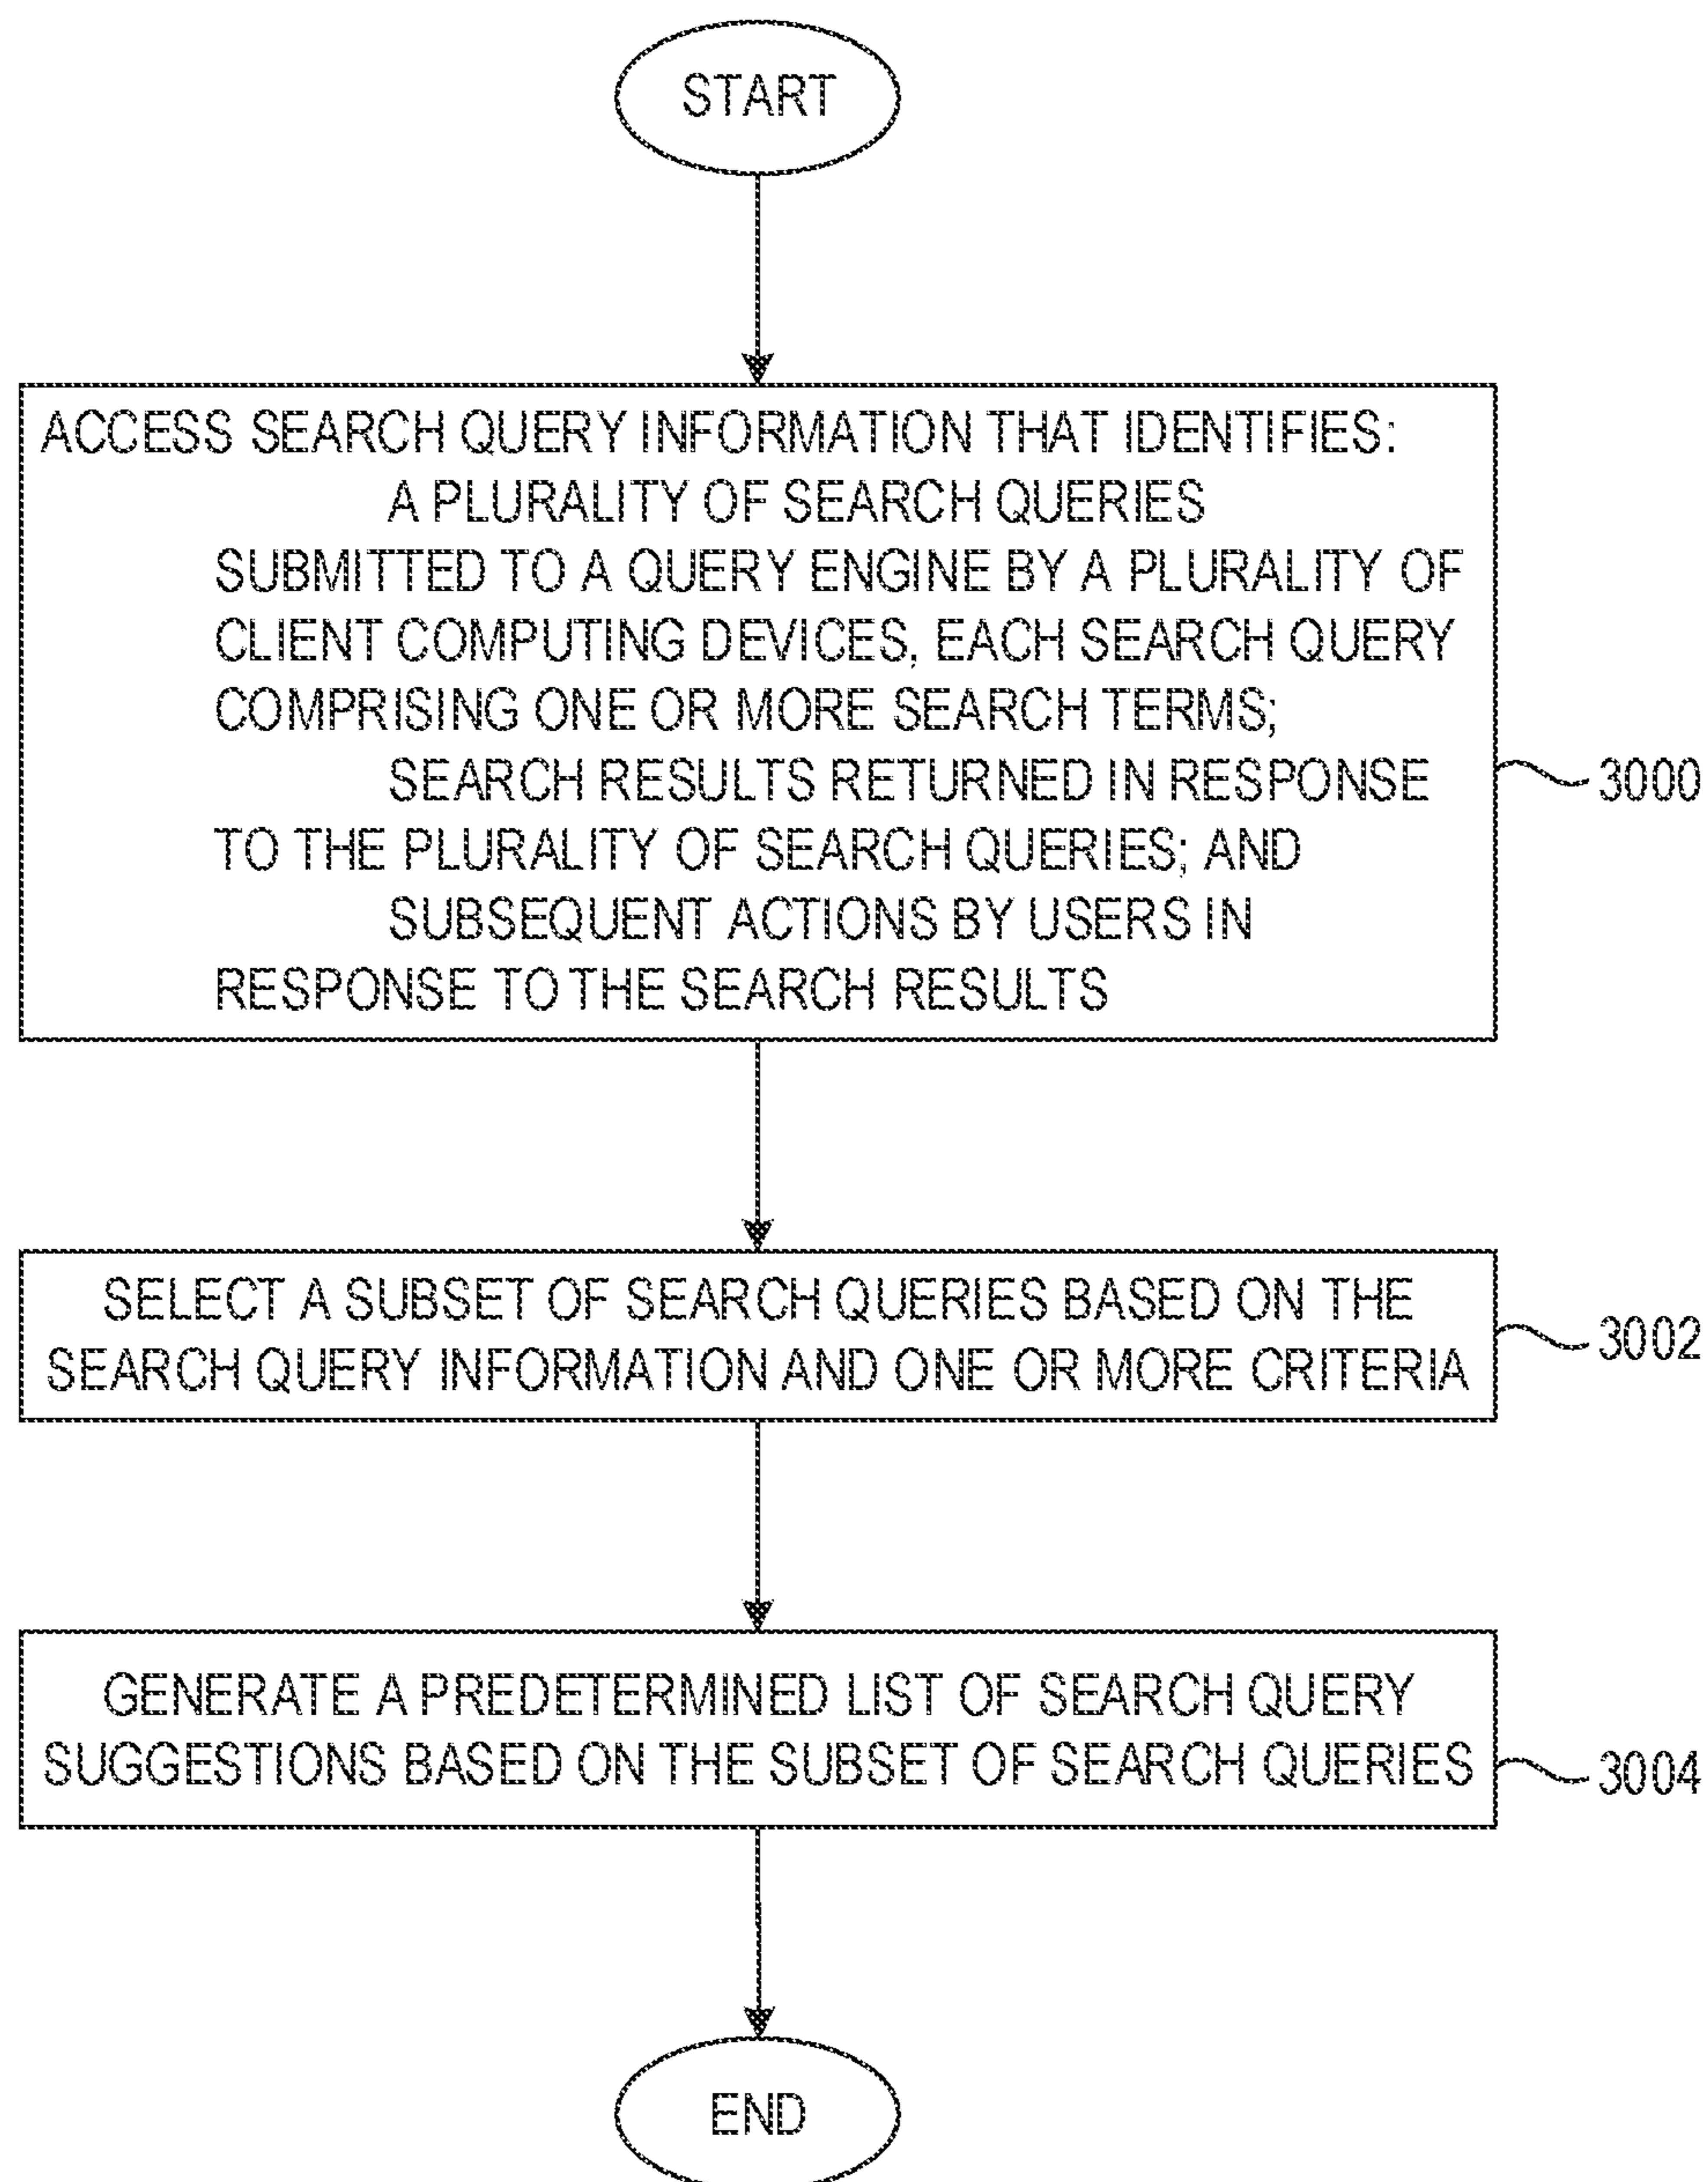 START
ACCESS SEARCH QUERY INFORMATION THAT IDENTIFIES:
A PLURALITY OF SEARCH QUERIES
SUBMITTED TO A QUERY ENGINE BY A PLURALITY OF
CLIENT COMPUTING DEVICES, EACH SEARCH QUERY
COMPRISING ONE OR MORE SEARCH TERMS;
SEARCH RESULTS RETURNED IN RESPONSE
TO THE PLURALITY OF SEARCH QUERIES; AND
SUBSEQUENT ACTIONS BY USERS IN
RESPONSE TO THE SEARCH RESULTS
3000
SELECT A SUBSET OF SEARCH QUERIES BASED ON THE
SEARCH QUERY INFORMATION AND ONE OR MORE CRITERIA
3002
GENERATE A PREDETERMINED LIST OF SEARCH QUERY
SUGGESTIONS BASED ON THE SUBSET OF SEARCH QUERIES
3004
END